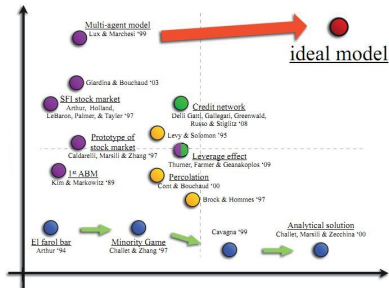 Multi-agent model
Lux & Marchesi '99
ideal model
Giardina & Bouchaud '03
SFI stock market
Arthur, Holland,
LeBaron, Palmer, & Tayler '97
Credit network
Delli Gatti, Gallegati, Greenwald,
Russo & Stiglitz '08
Levy & Solomon '95
Prototype of
stock market
Caldarelli, Marsili & Zhang '97
Leverage effect
Thurner, Farmer & Geanakoplos '09
1st ABM
Kim & Markowitz '89
Percolation
Cont & Bouchaud '00
Brock & Hommes '97
El farol bar
Arthur '94
Minority Game
Challet & Zhang '97
Cavagna '99
Analytical solution
Challet, Marsili & Zecchina '00